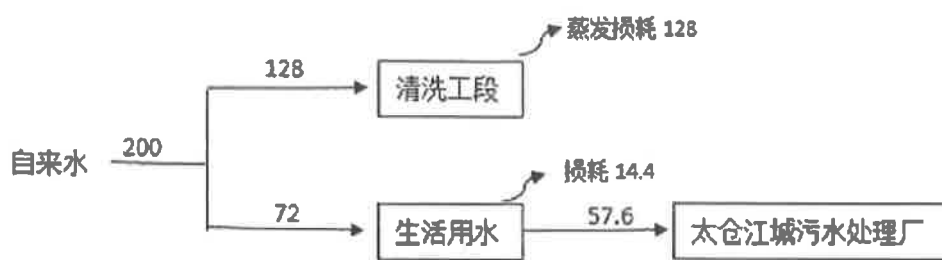 蒸发损耗 128
128
清洗工段
自来水
200
损耗 14.4
72
生活用水
57.6
太仓江城污水处理厂